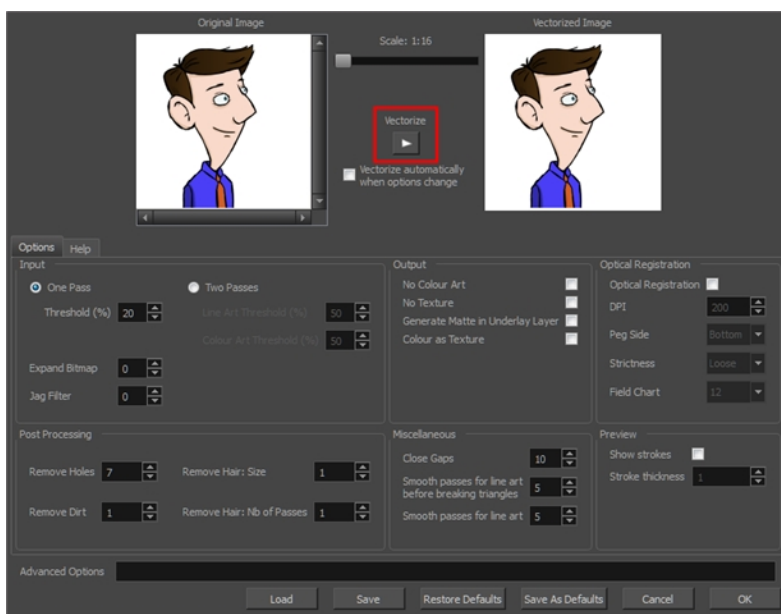 Original Image
Scale: 1:16
Vectorized Image
Vectorize
Vectorize automatically
when options change
Options
Help
Input
One Pass
Two Passes
Threshold (%) 20
Line Art Threshold (%) 50
Colour Art Threshold (%) 50
Expand Bitmap 0
Jag Filter 0
Output
No Colour Art
No Texture
Generate Matte in Underlay Layer
Colour as Texture
Optical Registration
Optical Registration
DPI 200
Peg Side Bottom
Strictness Loose
Field Chart 12
Post Processing
Remove Holes 7
Remove Hair: Size 1
Remove Dirt 1
Remove Hair: Nb of Passes 1
Miscellaneous
Close Gaps 10
Smooth passes for line art
before breaking triangles 5
Smooth passes for line art 5
Preview
Show strokes
Stroke thickness 1
Advanced Options
Load
Save
Restore Defaults
Save As Defaults
Cancel
OK